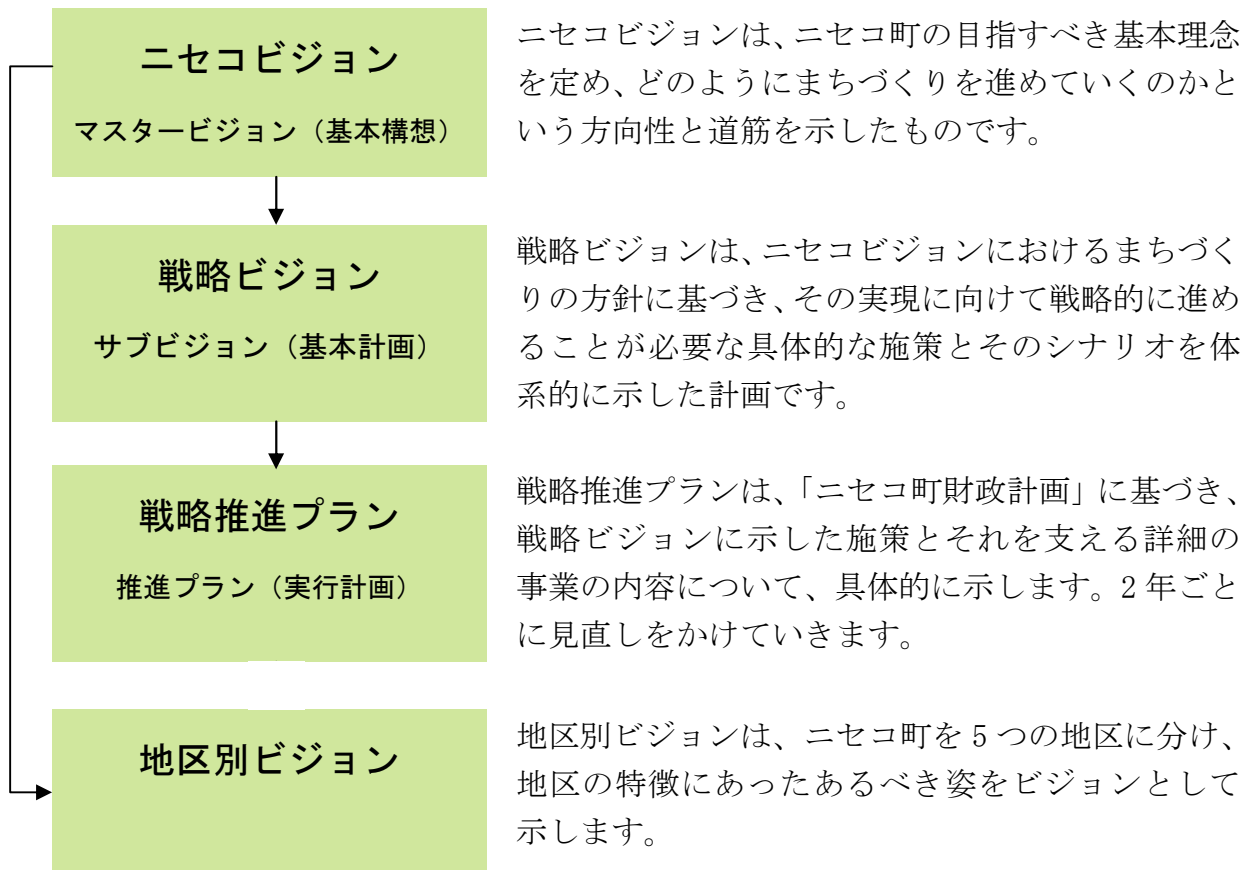 ニセコビジョン
マスタービジョン（基本構想）
ニセコビジョンは、ニセコ町の目指すべき基本理念
を定め、どのようにまちづくりを進めていくのかと
いう方向性と道筋を示したものです。
戦略ビジョン
サブビジョン（基本計画）
戦略ビジョンは、ニセコビジョンにおけるまちづく
りの方針に基づき、その実現に向けて戦略的に進め
ることが必要な具体的な施策とそのシナリオを体
系的に示した計画です。
戦略推進プラン
推進プラン（実行計画）
戦略推進プランは、「ニセコ町財政計画」に基づき、
戦略ビジョンに示した施策とそれを支える詳細の
事業の内容について、具体的に示します。2 年ごと
に見直しをかけていきます。
地区別ビジョン
地区別ビジョンは、ニセコ町を 5 つの地区に分け、
地区の特徴にあったあるべき姿をビジョンとして
示します。